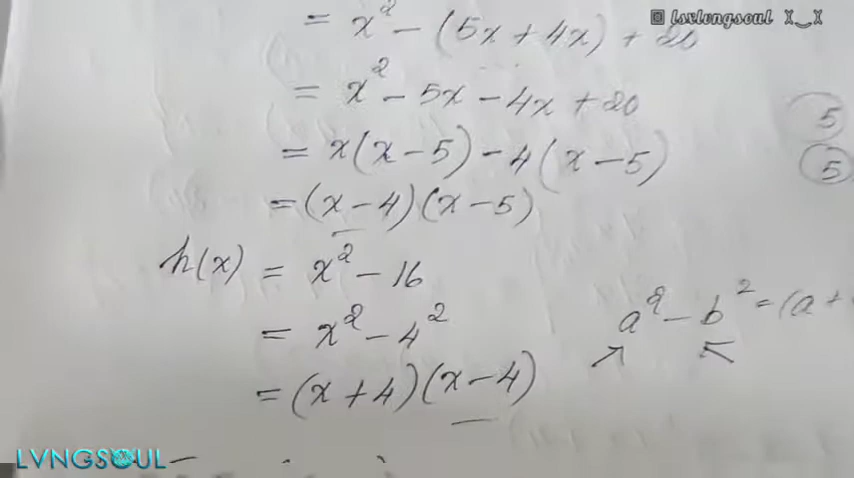 lsxlvngsoul X‿X
= x² - (5x + 4x) + 20
= x² - 5x - 4x + 20
= x(x - 5) - 4(x - 5)
= (x - 4)(x - 5)
5
5
h(x) = x² - 16
= x² - 4²
= (x + 4)(x - 4)
a² - b² = (a +
LVNGSOUL